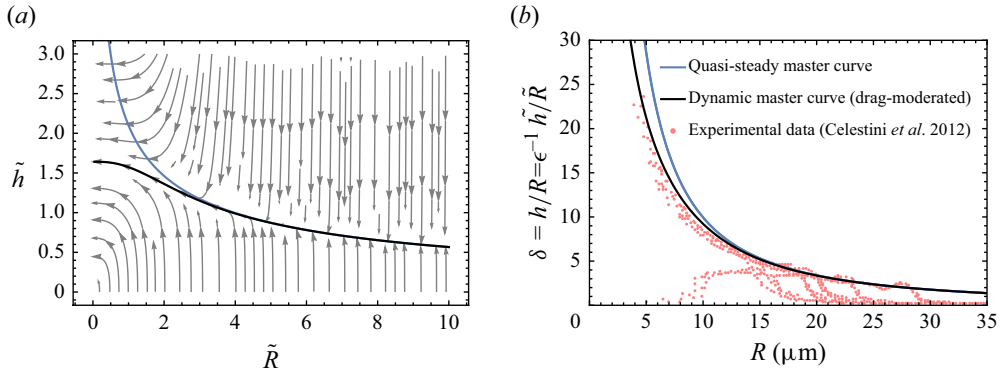 (a)
3.0
2.5
2.0
h̃
1.5
1.0
0.5
0
0 2 4 6 8 10
R̃
(b)
30
25
20
15
10
5
0 5 10 15 20 25 30 35
δ = h/R=ϵ⁻¹ h̃/R̃
R (μm)
Quasi-steady master curve
Dynamic master curve (drag-moderated)
Experimental data (Celestini et al. 2012)